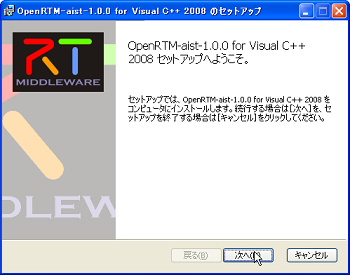 OpenRTM-aist-1.0.0 for Visual C++ 2008 のセットアップ
RT
MIDDLEWARE
OpenRTM-aist-1.0.0 for Visual C++
2008 セットアップへようこそ。
セットアップでは、OpenRTM-aist-1.0.0 for Visual C++ 2008 を
コンピュータにインストールします。続行する場合は[次へ]を、セ
ットアップを終了する場合は[キャンセル]をクリックしてください。
DLEWARE
戻る(B)
次へ
キャンセル